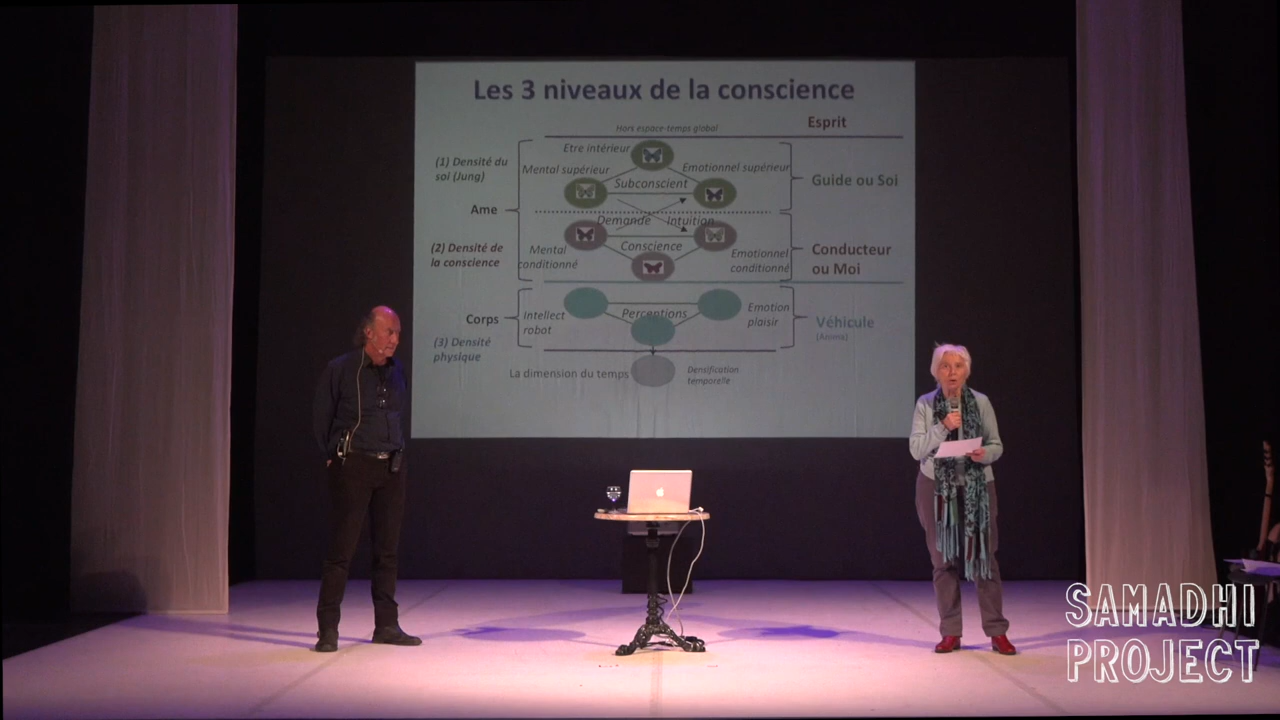 Les 3 niveaux de la conscience
Esprit
Hors espace-temps global
Etre intérieur
(1) Densité du
soi (Jung)
Mental supérieur
Emotionnel supérieur
Subconscient
Guide ou Soi
Ame
Demande
Intuition
(2) Densité de
la conscience
Conscience
Mental
conditionné
Emotionnel
conditionné
Conducteur
ou Moi
Corps
Intellect
robot
Perceptions
Emotion
plaisir
Véhicule
(3) Densité
physique
La dimension du temps
Densification
temporelle
SAMADHI
PROJECT